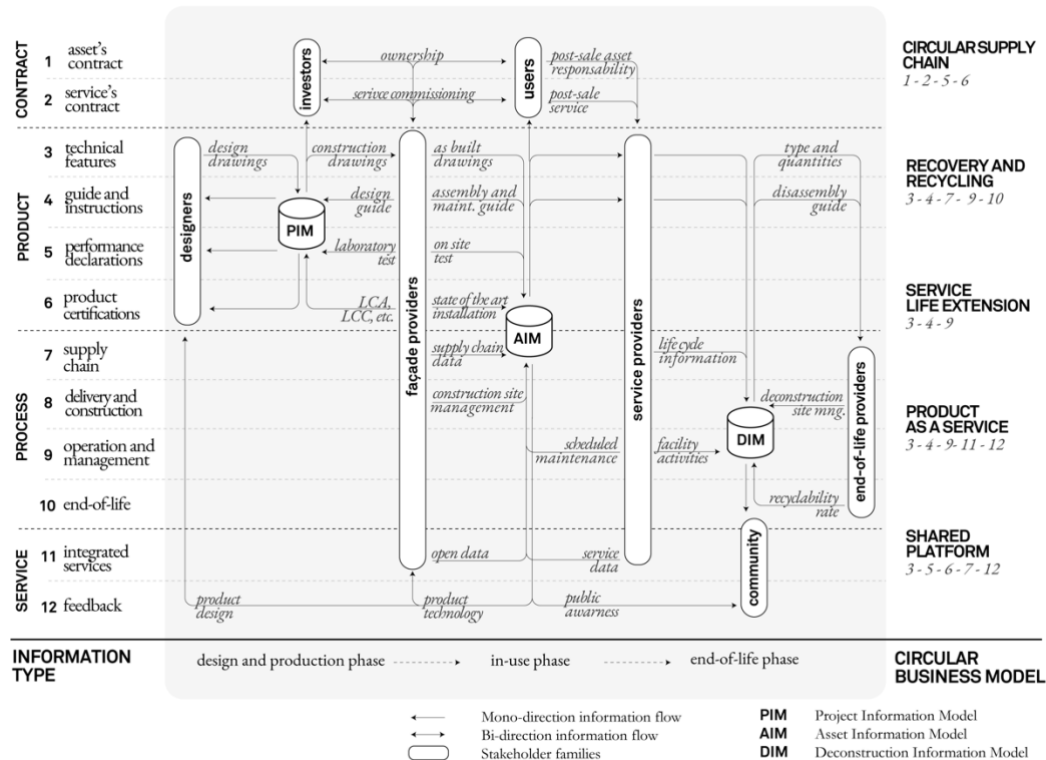 CONTRACT
1 asset's contract
2 service's contract
PRODUCT
3 technical features
4 guide and instructions
5 performance declarations
6 product certifications
PROCESS
7 supply chain
8 delivery and construction
9 operation and management
10 end-of-life
SERVICE
11 integrated services
12 feedback
investors
ownership
serivce commissioning
users
post-sale asset responsability
post-sale service
designers
design drawings
construction drawings
PIM
design guide
laboratory test
LCA, LCC, etc.
façade providers
as built drawings
assembly and maint. guide
on site test
state of the art installation
AIM
supply chain data
construction site management
scheduled maintenance
open data
service data
product design
product technology
public awarness
service providers
type and quantities
disassembly guide
lifecycle information
deconstruction site mng.
DIM
facility activities
recyclability rate
end-of-life providers
community
CIRCULAR SUPPLY CHAIN
1 - 2 - 5 - 6
RECOVERY AND RECYCLING
3 - 4 - 7 - 9 - 10
SERVICE LIFE EXTENSION
3 - 4 - 9
PRODUCT AS A SERVICE
3 - 4 - 9- 11 - 12
SHARED PLATFORM
3 - 5 - 6 - 7 - 12
INFORMATION TYPE
design and production phase
in-use phase
end-of-life phase
CIRCULAR BUSINESS MODEL
Mono-direction information flow
Bi-direction information flow
Stakeholder families
PIM Project Information Model
AIM Asset Information Model
DIM Deconstruction Information Model